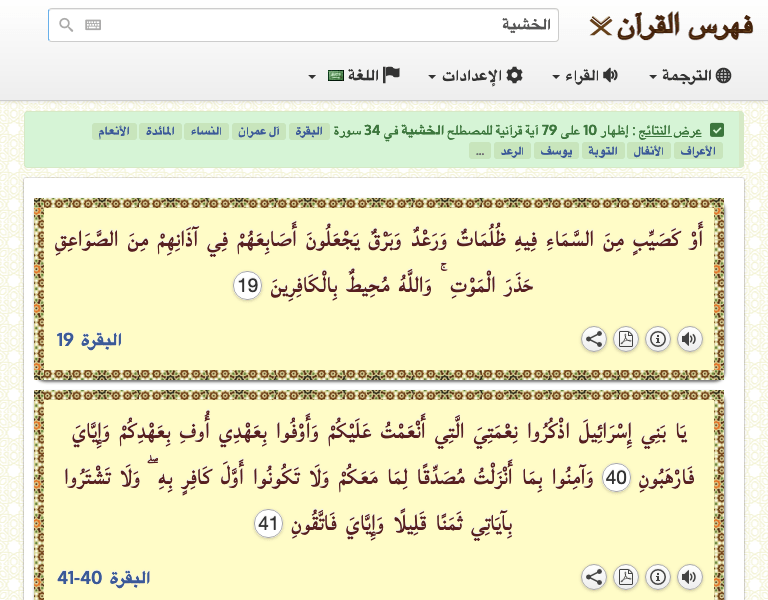 فهرس القرآن
الخشية
الترجمة القراء الإعدادات اللغة
عرض النتائج : إظهار 10 على 79 آية قرآنية للمصطلح الخشية في 34 سورة البقرة آل عمران النساء المائدة الأنعام
الأعراف الأنفال التوبة يوسف الرعد ...
أَوْ كَصَيِّبٍ مِنَ السَّمَاءِ فِيهِ ظُلُمَاتٌ وَرَعْدٌ وَبَرْقٌ يَجْعَلُونَ أَصَابِعَهُمْ فِي آذَانِهِمْ مِنَ الصَّوَاعِقِ
حَذَرَ الْمَوْتِ ۚ وَاللَّهُ مُحِيطٌ بِالْكَافِرِينَ 19
البقرة 19
يَا بَنِي إِسْرَائِيلَ اذْكُرُوا نِعْمَتِيَ الَّتِي أَنْعَمْتُ عَلَيْكُمْ وَأَوْفُوا بِعَهْدِي أُوفِ بِعَهْدِكُمْ وَإِيَّايَ
فَارْهَبُونِ 40 وَآمِنُوا بِمَا أَنْزَلْتُ مُصَدِّقًا لِمَا مَعَكُمْ وَلَا تَكُونُوا أَوَّلَ كَافِرٍ بِهِ ۖ وَلَا تَشْتَرُوا
بِآيَاتِي ثَمَنًا قَلِيلًا وَإِيَّايَ فَاتَّقُونِ 41
البقرة 40-41